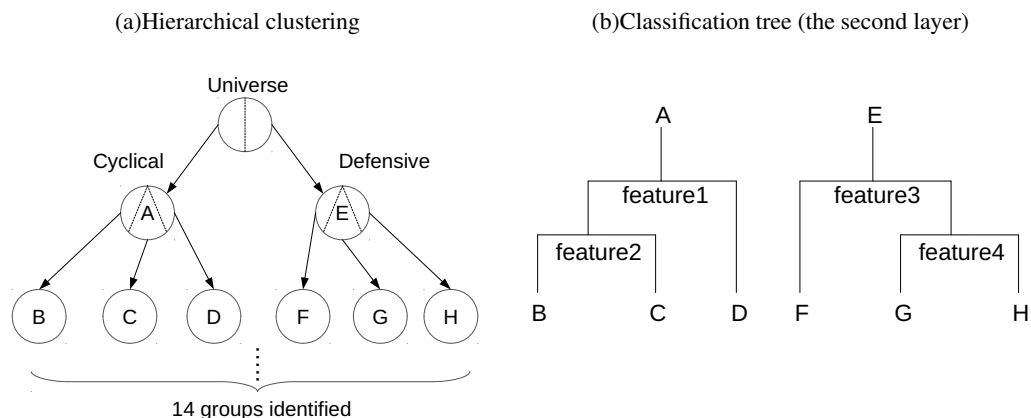 (a)Hierarchical clustering
Universe
Cyclical
Defensive
A
E
B
C
D
F
G
H
14 groups identified
(b)Classification tree (the second layer)
A
E
feature1
feature3
feature2
feature4
B
C
D
F
G
H